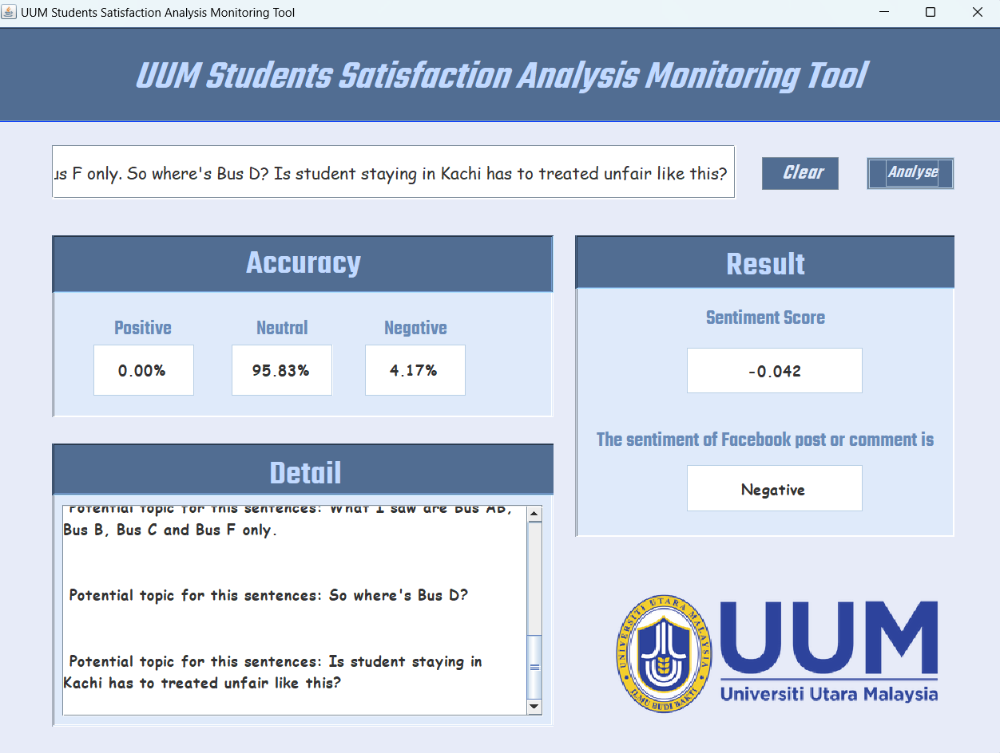 UUM Students Satisfaction Analysis Monitoring Tool
UUM Students Satisfaction Analysis Monitoring Tool
us F only. So where's Bus D? Is student staying in Kachi has to treated unfair like this?
Clear
Analyse
Accuracy
Positive
Neutral
Negative
0.00%
95.83%
4.17%
Result
Sentiment Score
-0.042
The sentiment of Facebook post or comment is
Negative
Detail
Potential topic for this sentences: What I saw are Bus AB,
Bus B, Bus C and Bus F only.
Potential topic for this sentences: So where's Bus D?
Potential topic for this sentences: Is student staying in
Kachi has to treated unfair like this?
UNIVERSITI UTARA MALAYSIA
ILMU BUDI BAKTI
UUM
Universiti Utara Malaysia